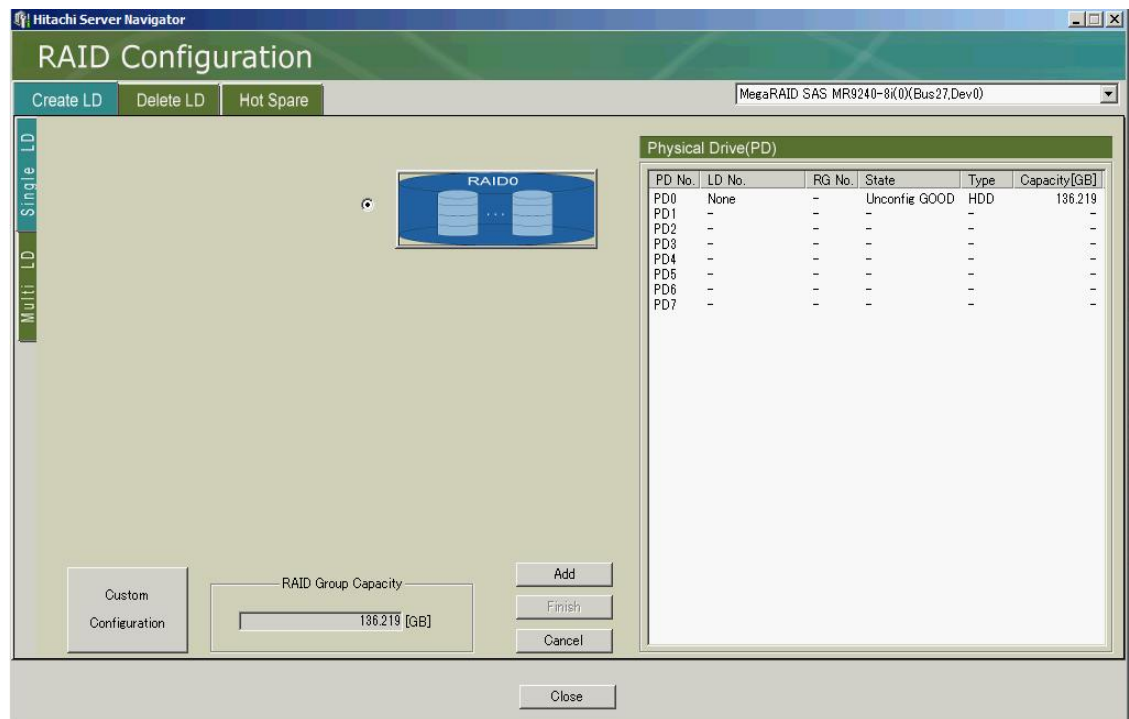 Hitachi Server Navigator
RAID Configuration
Create LD Delete LD Hot Spare
MegaRAID SAS MR9240-8i(0)(Bus27,Dev0)
Single LD
Multi LD
RAID0
...
Physical Drive(PD)
PD No. LD No. RG No. State Type Capacity[GB]
PD0 None - Unconfig GOOD HDD 136.219
PD1 - - - - -
PD2 - - - - -
PD3 - - - - -
PD4 - - - - -
PD5 - - - - -
PD6 - - - - -
PD7 - - - - -
Custom
Configuration
RAID Group Capacity
136.219 [GB]
Add
Finish
Cancel
Close